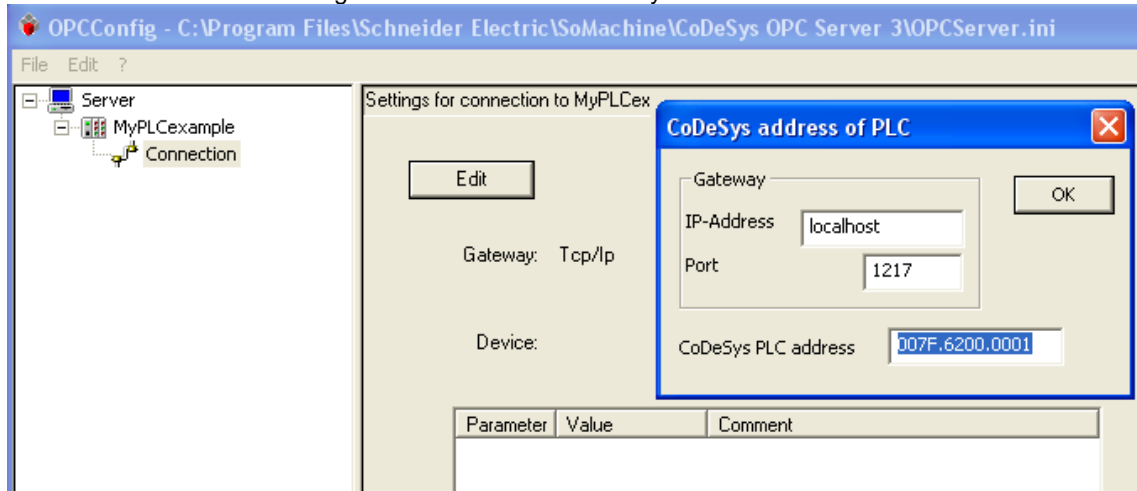 OPCConfig - C:\Program Files\Schneider Electric\SoMachine\CoDeSys OPC Server 3\OPCServer.ini
File Edit ?
Server
MyPLCexample
Connection
Settings for connection to MyPLCex
Edit
Gateway: Tcp/Ip
Device:
Parameter Value Comment
CoDeSys address of PLC
Gateway
IP-Address localhost
Port 1217
OK
CoDeSys PLC address 007F.6200.0001